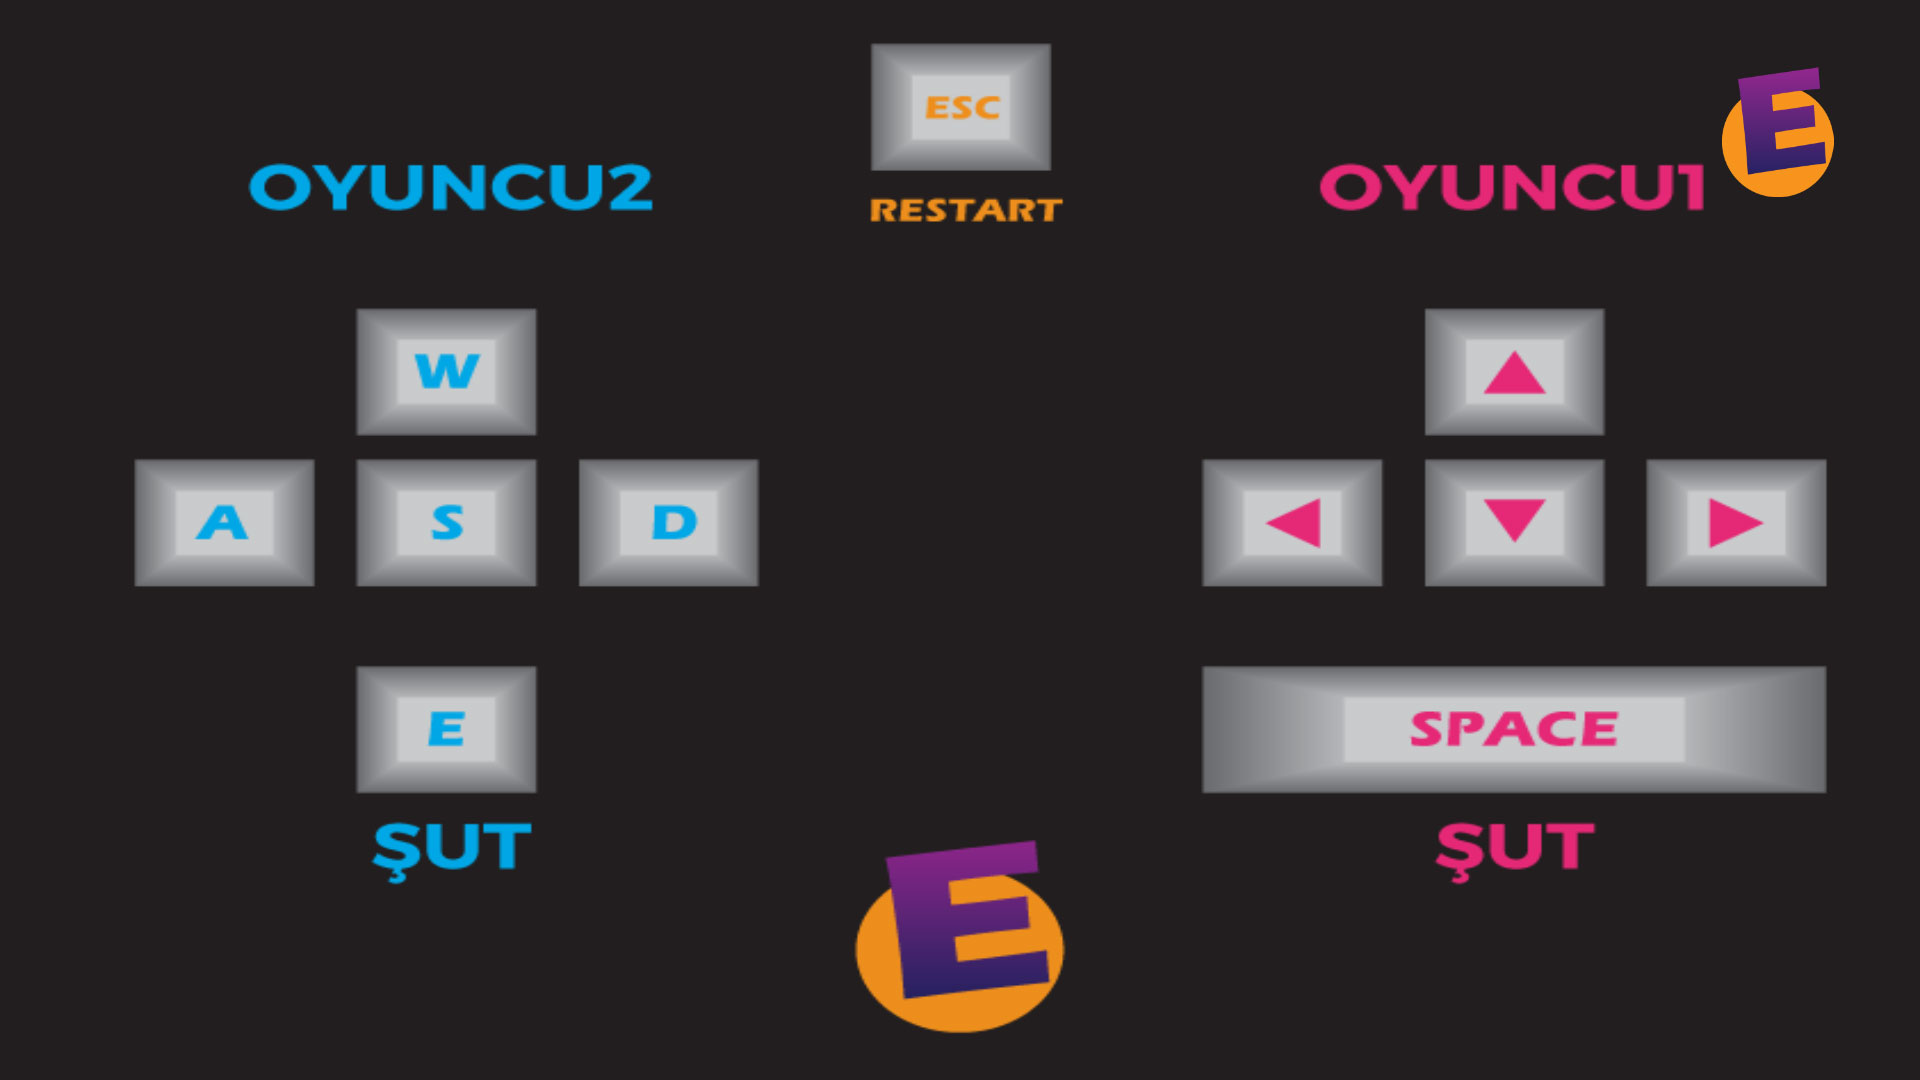 ESC
RESTART
OYUNCU2
OYUNCU1
E
W
A
S
D
E
ŞUT
SPACE
ŞUT
E